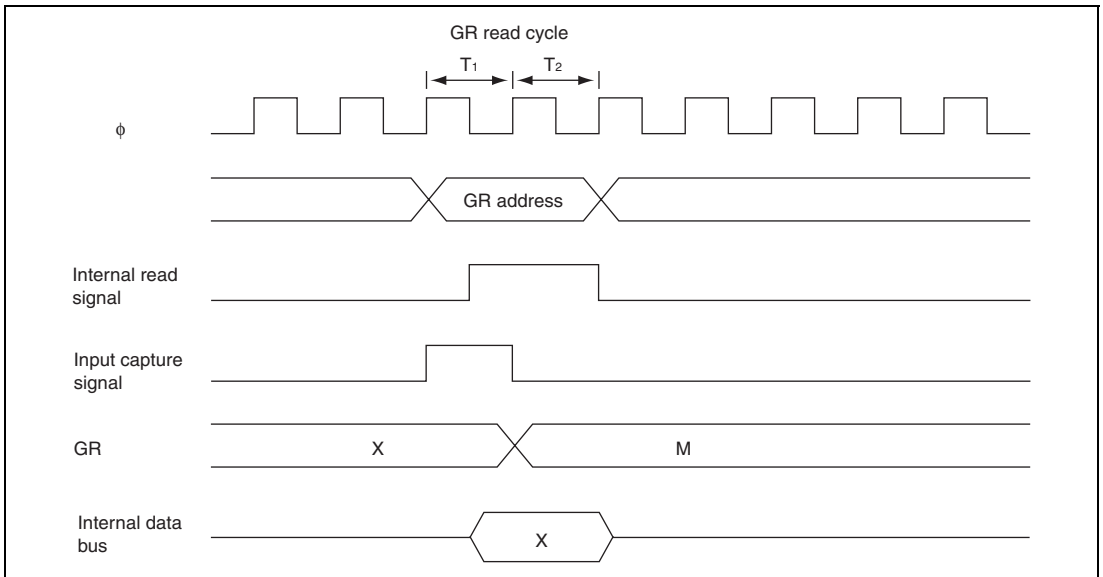 GR read cycle
T1 T2
ϕ
GR address
Internal read
signal
Input capture
signal
GR X M
Internal data
bus
X